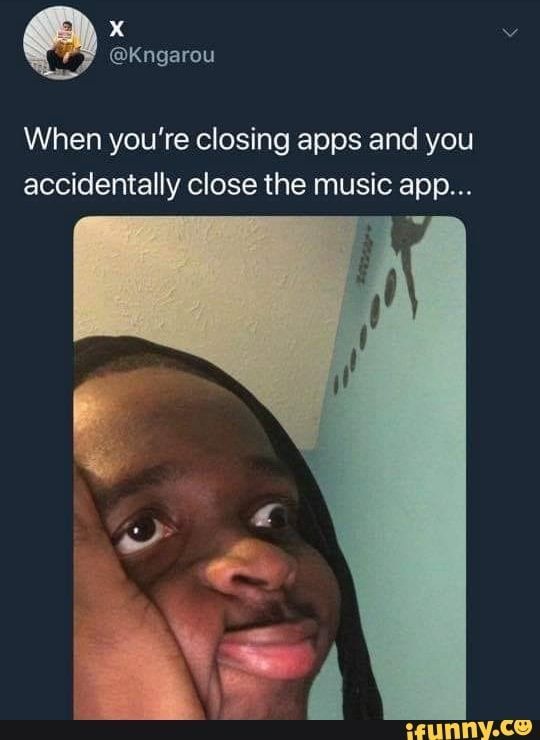 X
@Kngarou
When you're closing apps and you
accidentally close the music app...
ifunny.co